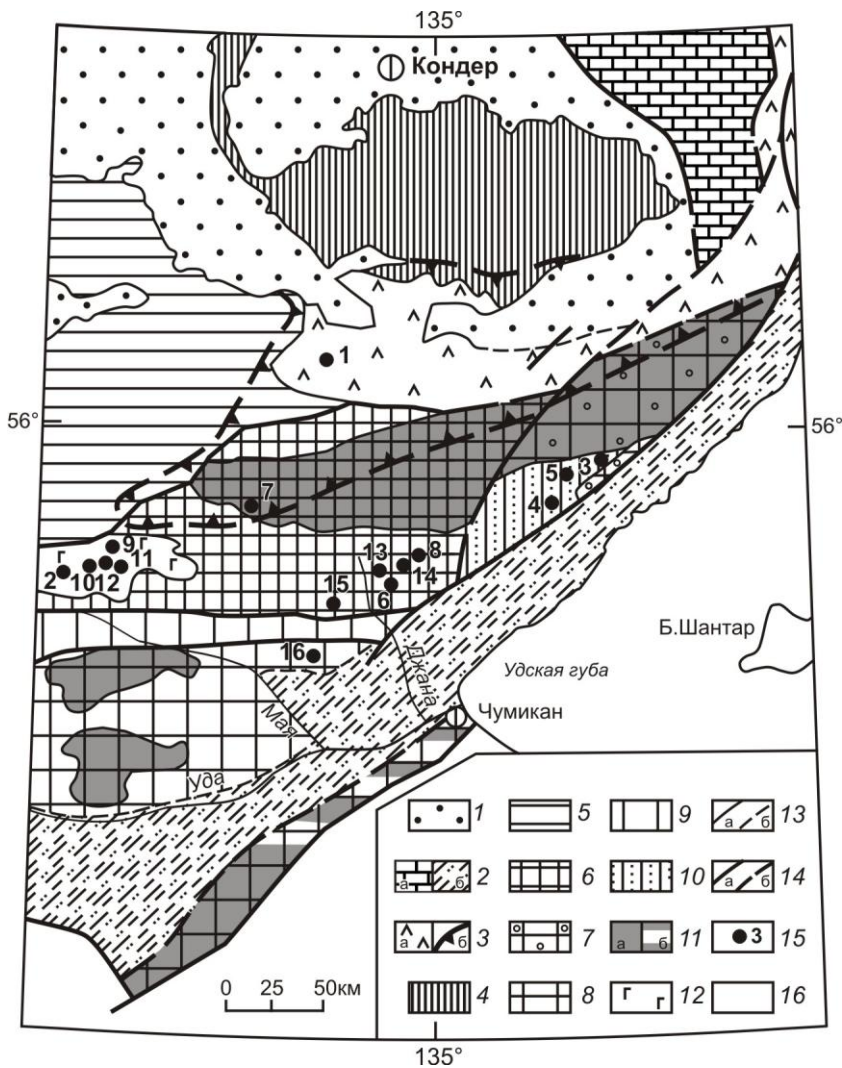 135°
Кондер
1
56°
56°
7
5
3
4
9
г
г
г
2
10
12
11
13
8
14
6
15
16
Джана
Мая
Уда
Удская губа
Б.Шантар
Чумикан
0 25 50км
1 5 9 а б 13
а б 2 6 10 а б 14
а б 3 7 а б 11 3 15
4 8 г г 12 16
135°